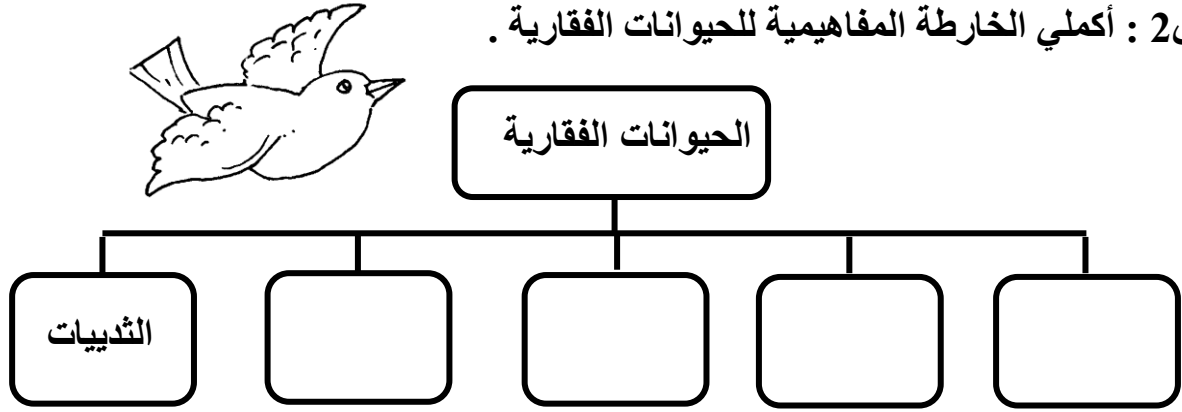 س2 : أكملي الخارطة المفاهيمية للحيوانات الفقارية .
الحيوانات الفقارية
الثدييات